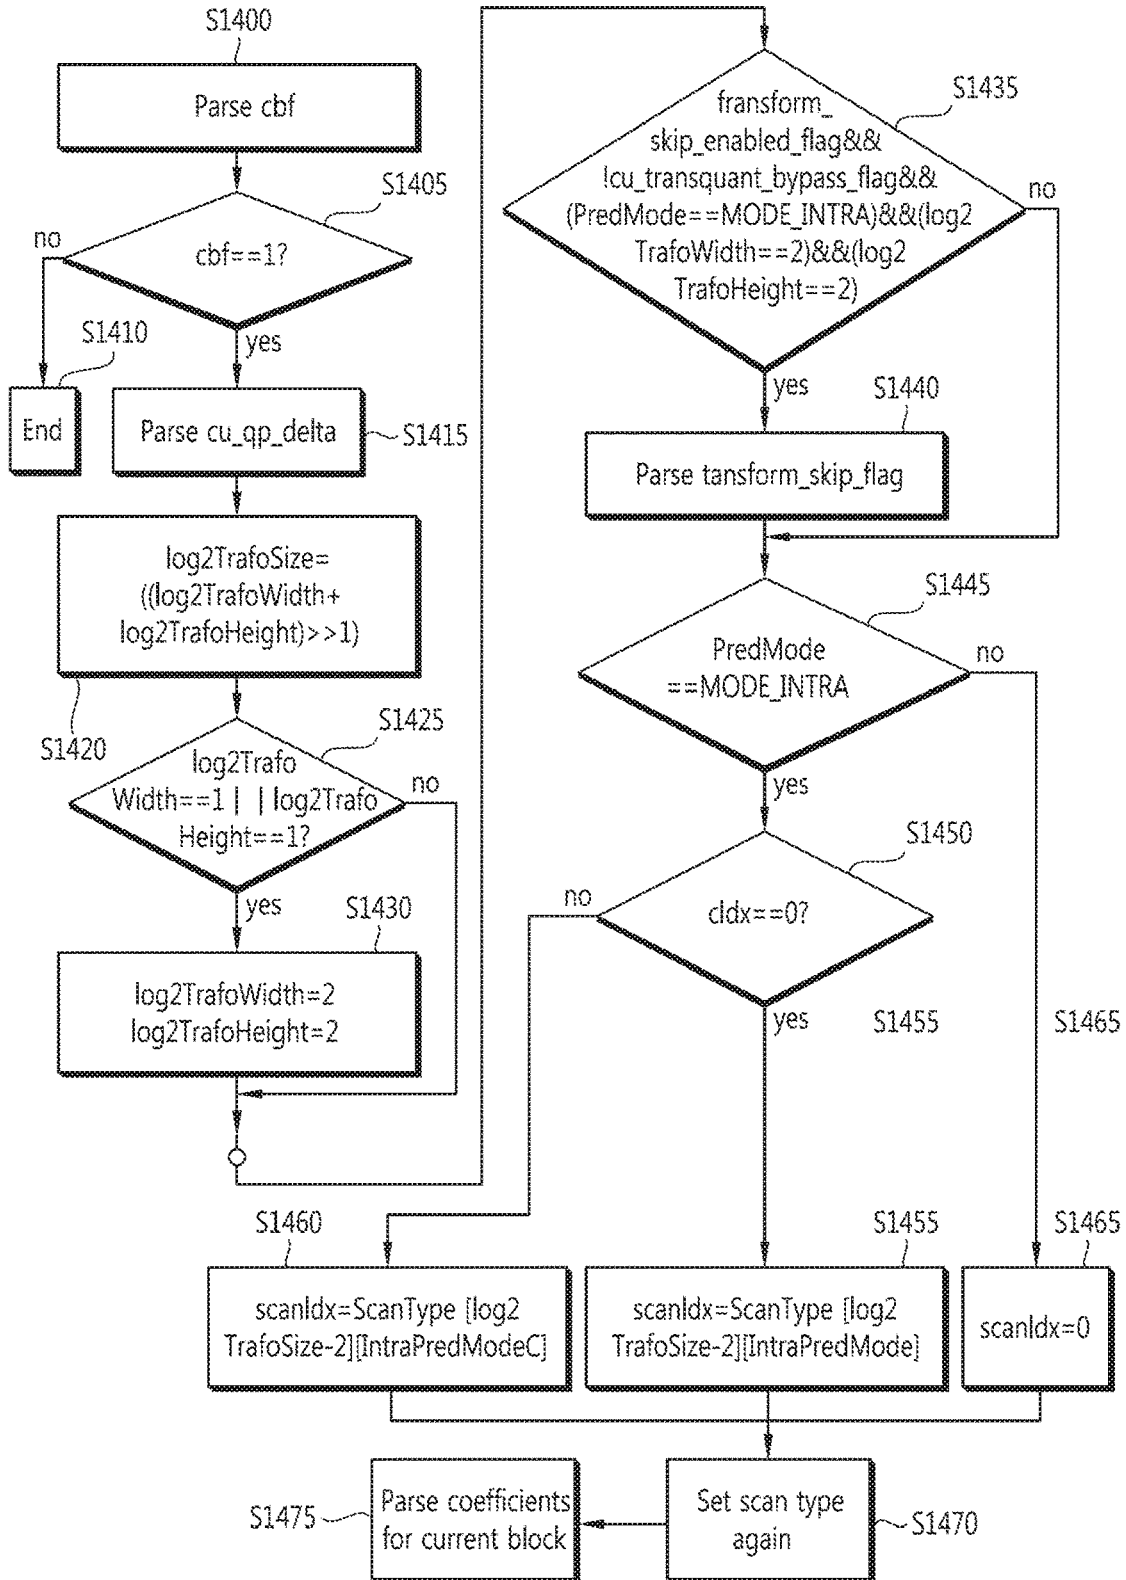 S1400
Parse cbf
S1405
no
cbf==1?
yes
S1410
End
Parse cu_qp_delta
S1415
log2TrafoSize=
((log2TrafoWidth+
log2TrafoHeight)>>1)
S1420
S1425
log2Trafo
Width==1 | | log2Trafo
Height==1?
no
yes
S1430
log2TrafoWidth=2
log2TrafoHeight=2
S1435
fransform_
skip_enabled_flag&&
!cu_transquant_bypass_flag&&
(PredMode==MODE_INTRA)&&(log2
TrafoWidth==2)&&(log2
TrafoHeight==2)
no
yes
S1440
Parse tansform_skip_flag
S1445
PredMode
==MODE_INTRA
no
yes
S1450
no
cIdx==0?
yes
S1455
S1465
S1460
scanIdx=ScanType [log2
TrafoSize-2][IntraPredModeC]
S1455
scanIdx=ScanType [log2
TrafoSize-2][IntraPredMode]
S1465
scanIdx=0
S1475
Parse coefficients
for current block
Set scan type
again
S1470